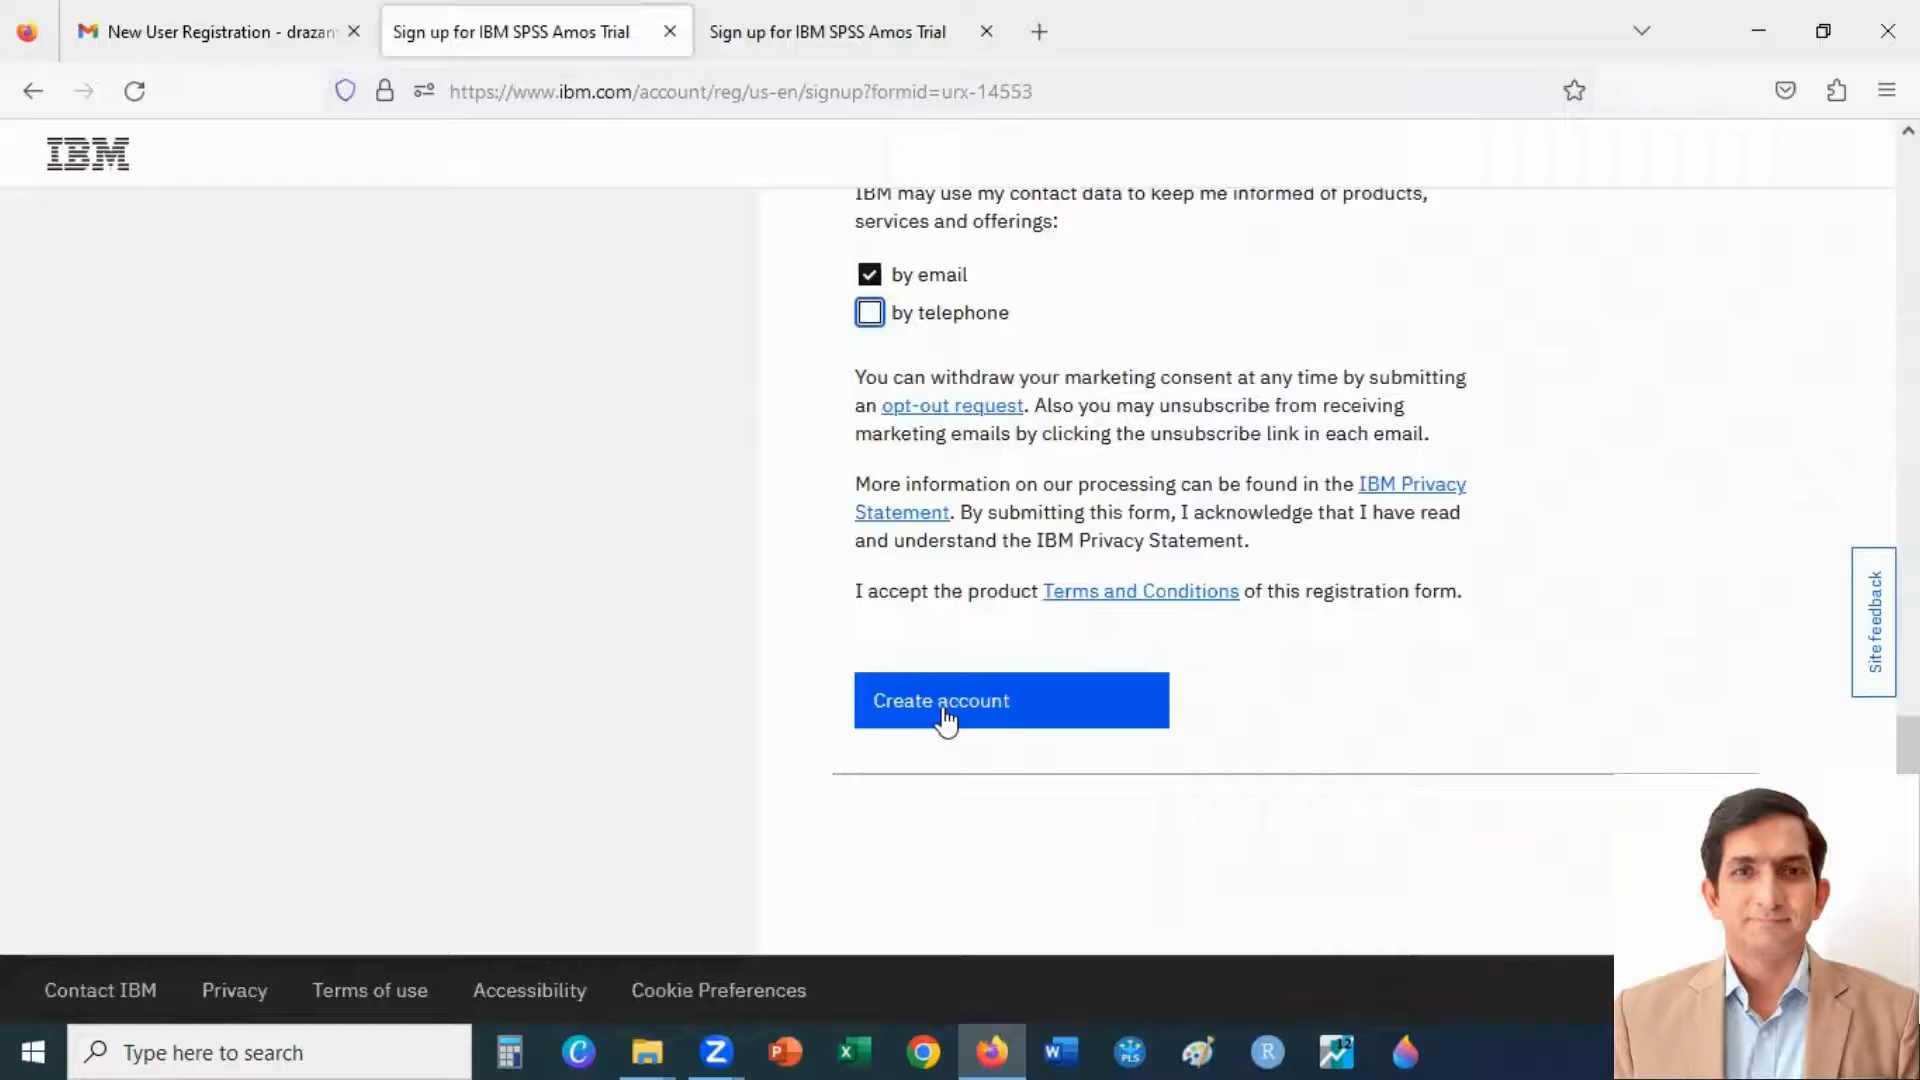 New User Registration - drazan
Sign up for IBM SPSS Amos Trial
Sign up for IBM SPSS Amos Trial
https://www.ibm.com/account/reg/us-en/signup?formid=urx-14553
IBM
IBM may use my contact data to keep me informed of products,
services and offerings:
by email
by telephone
You can withdraw your marketing consent at any time by submitting
an opt-out request. Also you may unsubscribe from receiving
marketing emails by clicking the unsubscribe link in each email.
More information on our processing can be found in the IBM Privacy
Statement. By submitting this form, I acknowledge that I have read
and understand the IBM Privacy Statement.
I accept the product Terms and Conditions of this registration form.
Site feedback
Create account
Contact IBM
Privacy
Terms of use
Accessibility
Cookie Preferences
Type here to search
C
Z
P
X
W
PLS
R
12